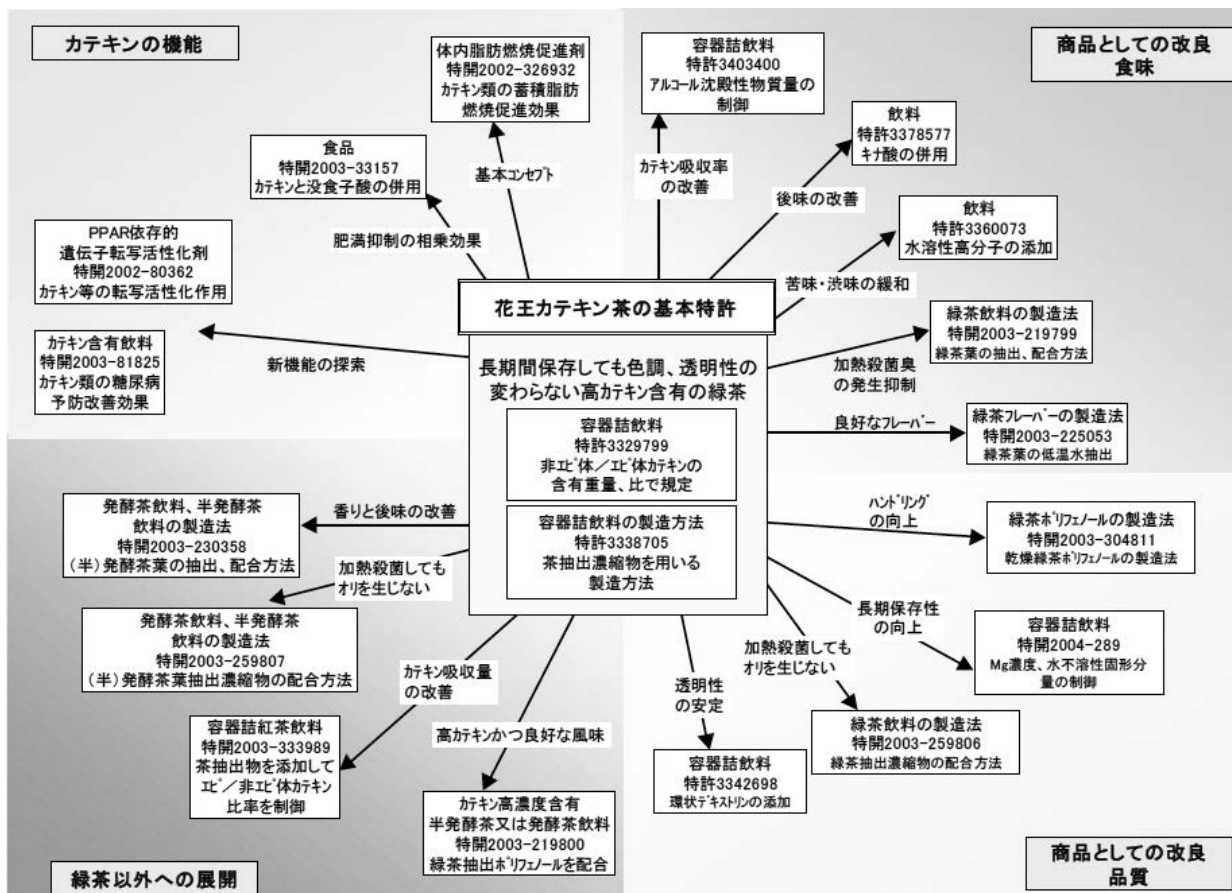 カテキンの機能
体内脂肪燃焼促進剤
特開2002-326932
カテキン類の蓄積脂肪
燃焼促進効果
基本コンセプト
食品
特開2003-33157
カテキンと没食子酸の併用
肥満抑制の相乗効果
PPAR依存的
遺伝子転写活性化剤
特開2002-80362
カテキン等の転写活性化作用
カテキン含有飲料
特開2003-81825
カテキン類の糖尿病
予防改善効果
新機能の探索
商品としての改良
食味
容器詰飲料
特許3403400
アルコール沈殿性物質量の
制御
カテキン吸収率
の改善
飲料
特許3378577
キナ酸の併用
後味の改善
飲料
特許3360073
水溶性高分子の添加
苦味・渋味の緩和
緑茶飲料の製造法
特開2003-219799
緑茶葉の抽出、配合方法
加熱殺菌臭
の発生抑制
緑茶フレーバーの製造法
特開2003-225053
緑茶葉の低温水抽出
良好なフレーバー
花王カテキン茶の基本特許
長期間保存しても色調、透明性の
変わらない高カテキン含有の緑茶
容器詰飲料
特許3329799
非エピ体／エピ体カテキンの
含有重量、比で規定
容器詰飲料の製造方法
特許3338705
茶抽出濃縮物を用いる
製造方法
発酵茶飲料、半発酵茶
飲料の製造法
特開2003-230358
（半）発酵茶葉の抽出、配合方法
香りと後味の改善
加熱殺菌しても
オリを生じない
発酵茶飲料、半発酵茶
飲料の製造法
特開2003-259807
（半）発酵茶葉抽出濃縮物の配合方法
カテキン吸収量
の改善
容器詰紅茶飲料
特開2003-333989
茶抽出物を添加して
エピ／非エピ体カテキン
比率を制御
高カテキンかつ良好な風味
カテキン高濃度含有
半発酵茶又は発酵茶飲料
特開2003-219800
緑茶抽出ポリフェノールを配合
緑茶以外への展開
ハンドリング
の向上
緑茶ポリフェノールの製造法
特開2003-304811
乾燥緑茶ポリフェノールの製造法
長期保存性
の向上
容器詰飲料
特開2004-289
Mg濃度、水不溶性固形分
量の制御
加熱殺菌しても
オリを生じない
緑茶飲料の製造法
特開2003-259806
緑茶抽出濃縮物の配合方法
透明性
の安定
容器詰飲料
特許3342698
環状デキストリンの添加
商品としての改良
品質